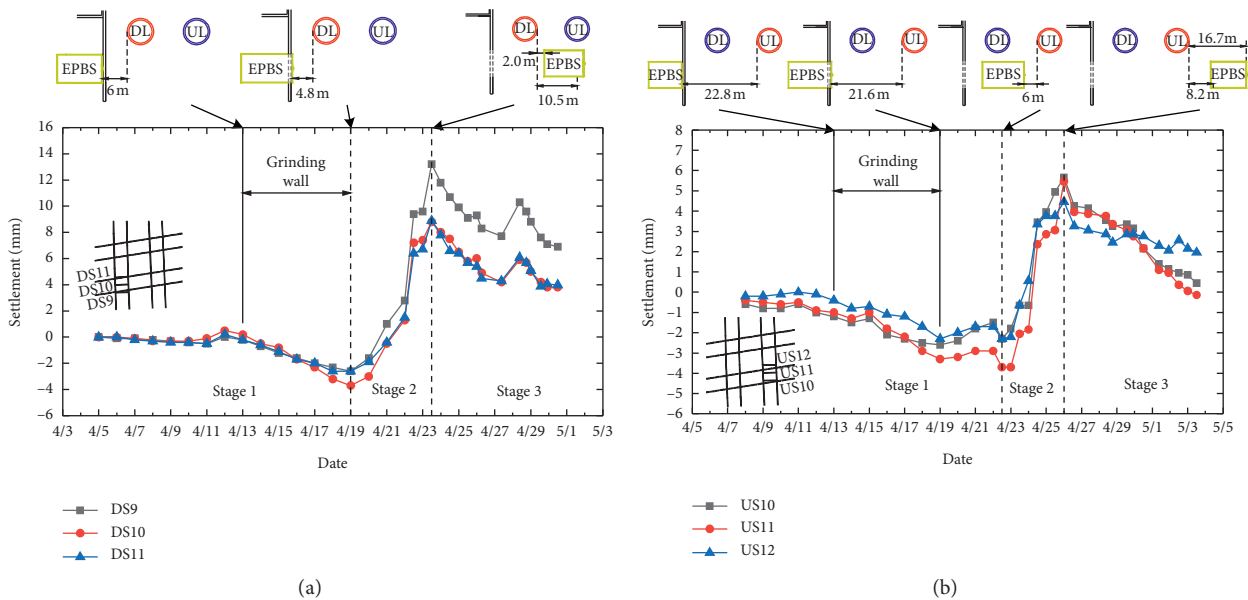 DL
UL
EPBS
6 m
DL
UL
EPBS
4.8 m
DL
UL
2.0 m
EPBS
10.5 m
16
14
12
10
8
6
4
2
0
−2
−4
−6
Settlement (mm)
Grinding
wall
DS11
DS10
DS9
Stage 1
Stage 2
Stage 3
4/3
4/5
4/7
4/9
4/11
4/13
4/15
4/17
4/19
4/21
4/23
4/25
4/27
4/29
5/1
5/3
Date
DS9
DS10
DS11
(a)
DL
UL
EPBS
22.8 m
DL
UL
EPBS
21.6 m
DL
UL
EPBS
6 m
DL
UL
16.7 m
EPBS
8.2 m
8
7
6
5
4
3
2
1
0
−1
−2
−3
−4
−5
−6
Settlement (mm)
Grinding
wall
US12
US11
US10
Stage 1
Stage 2
Stage 3
4/5
4/7
4/9
4/11
4/13
4/15
4/17
4/19
4/21
4/23
4/25
4/27
4/29
5/1
5/3
5/5
Date
US10
US11
US12
(b)